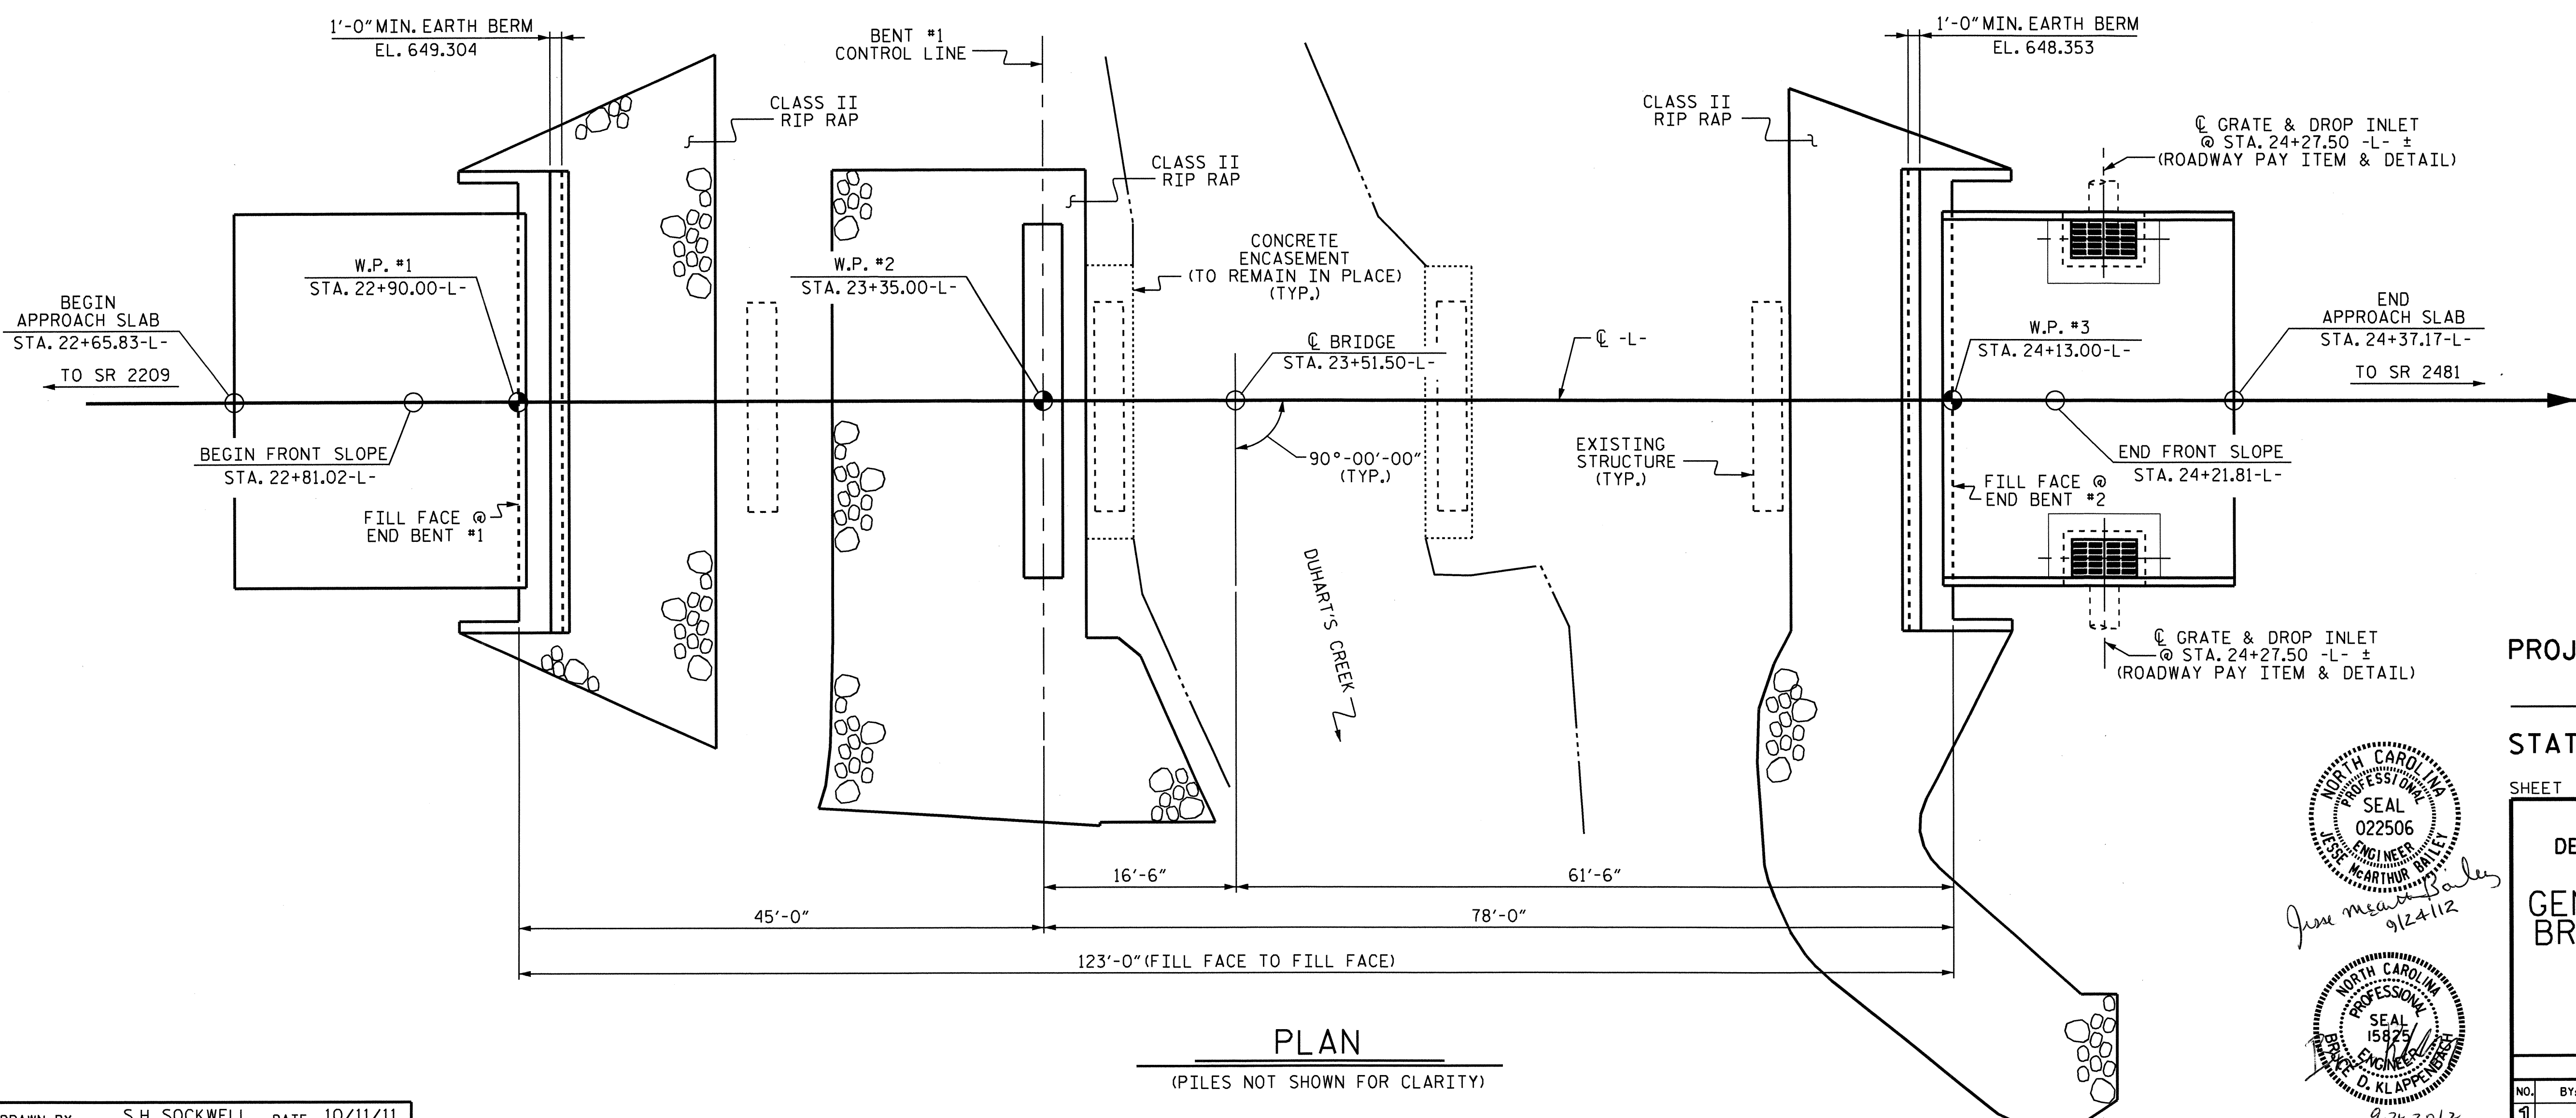 1'-0" MIN. EARTH BERM
EL. 649.304
BENT #1
CONTROL LINE
1'-0" MIN. EARTH BERM
EL. 648.353
CLASS II
RIP RAP
CLASS II
RIP RAP
CLASS II
RIP RAP
℄ GRATE & DROP INLET
@ STA. 24+27.50 -L- ±
(ROADWAY PAY ITEM & DETAIL)
CONCRETE
ENCASEMENT
(TO REMAIN IN PLACE)
(TYP.)
W.P. #1
STA. 22+90.00-L-
W.P. #2
STA. 23+35.00-L-
BEGIN
APPROACH SLAB
STA. 22+65.83-L-
TO SR 2209
℄ BRIDGE
STA. 23+51.50-L-
℄ -L-
W.P. #3
STA. 24+13.00-L-
END
APPROACH SLAB
STA. 24+37.17-L-
TO SR 2481
BEGIN FRONT SLOPE
STA. 22+81.02-L-
90°-00'-00"
(TYP.)
EXISTING
STRUCTURE
(TYP.)
END FRONT SLOPE
STA. 24+21.81-L-
FILL FACE @
END BENT #1
FILL FACE @
END BENT #2
DUHART'S CREEK
℄ GRATE & DROP INLET
@ STA. 24+27.50 -L- ±
(ROADWAY PAY ITEM & DETAIL)
PROJ
STAT
SHEET
NORTH CAROLINA
PROFESSIONAL
SEAL
022506
ENGINEER
JESSE McARTHUR BAILEY
Jesse McArthur Bailey
9/24/12
DE
GEN
BR
16'-6"
61'-6"
45'-0"
78'-0"
123'-0" (FILL FACE TO FILL FACE)
PLAN
(PILES NOT SHOWN FOR CLARITY)
NORTH CAROLINA
PROFESSIONAL
SEAL
15825
ENGINEER
BRYCE D. KLAPPENBACH
NO.
BY:
1
DRAWN BY
S.H. SOCKWELL
DATE
10/11/11